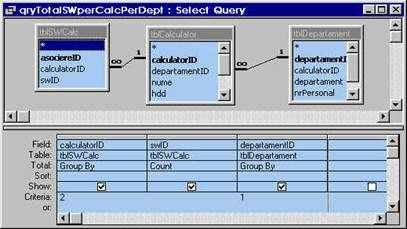 qryTotalSWperCalcPerDept : Select Query
tblSWCalc
*
asociereID
calculatorID
swID
tblCalculator
*
calculatorID
departamentID
nume
hdd
tblDepartament
*
departamentI
calculatorID
departament
nrPersonal
∞ 1 ∞ 1
Field: calculatorID swID departamentID
Table: tblSWCalc tblSWCalc tblDepartament
Total: Group By Count Group By
Sort:
Show:
Criteria: 2 1
or: